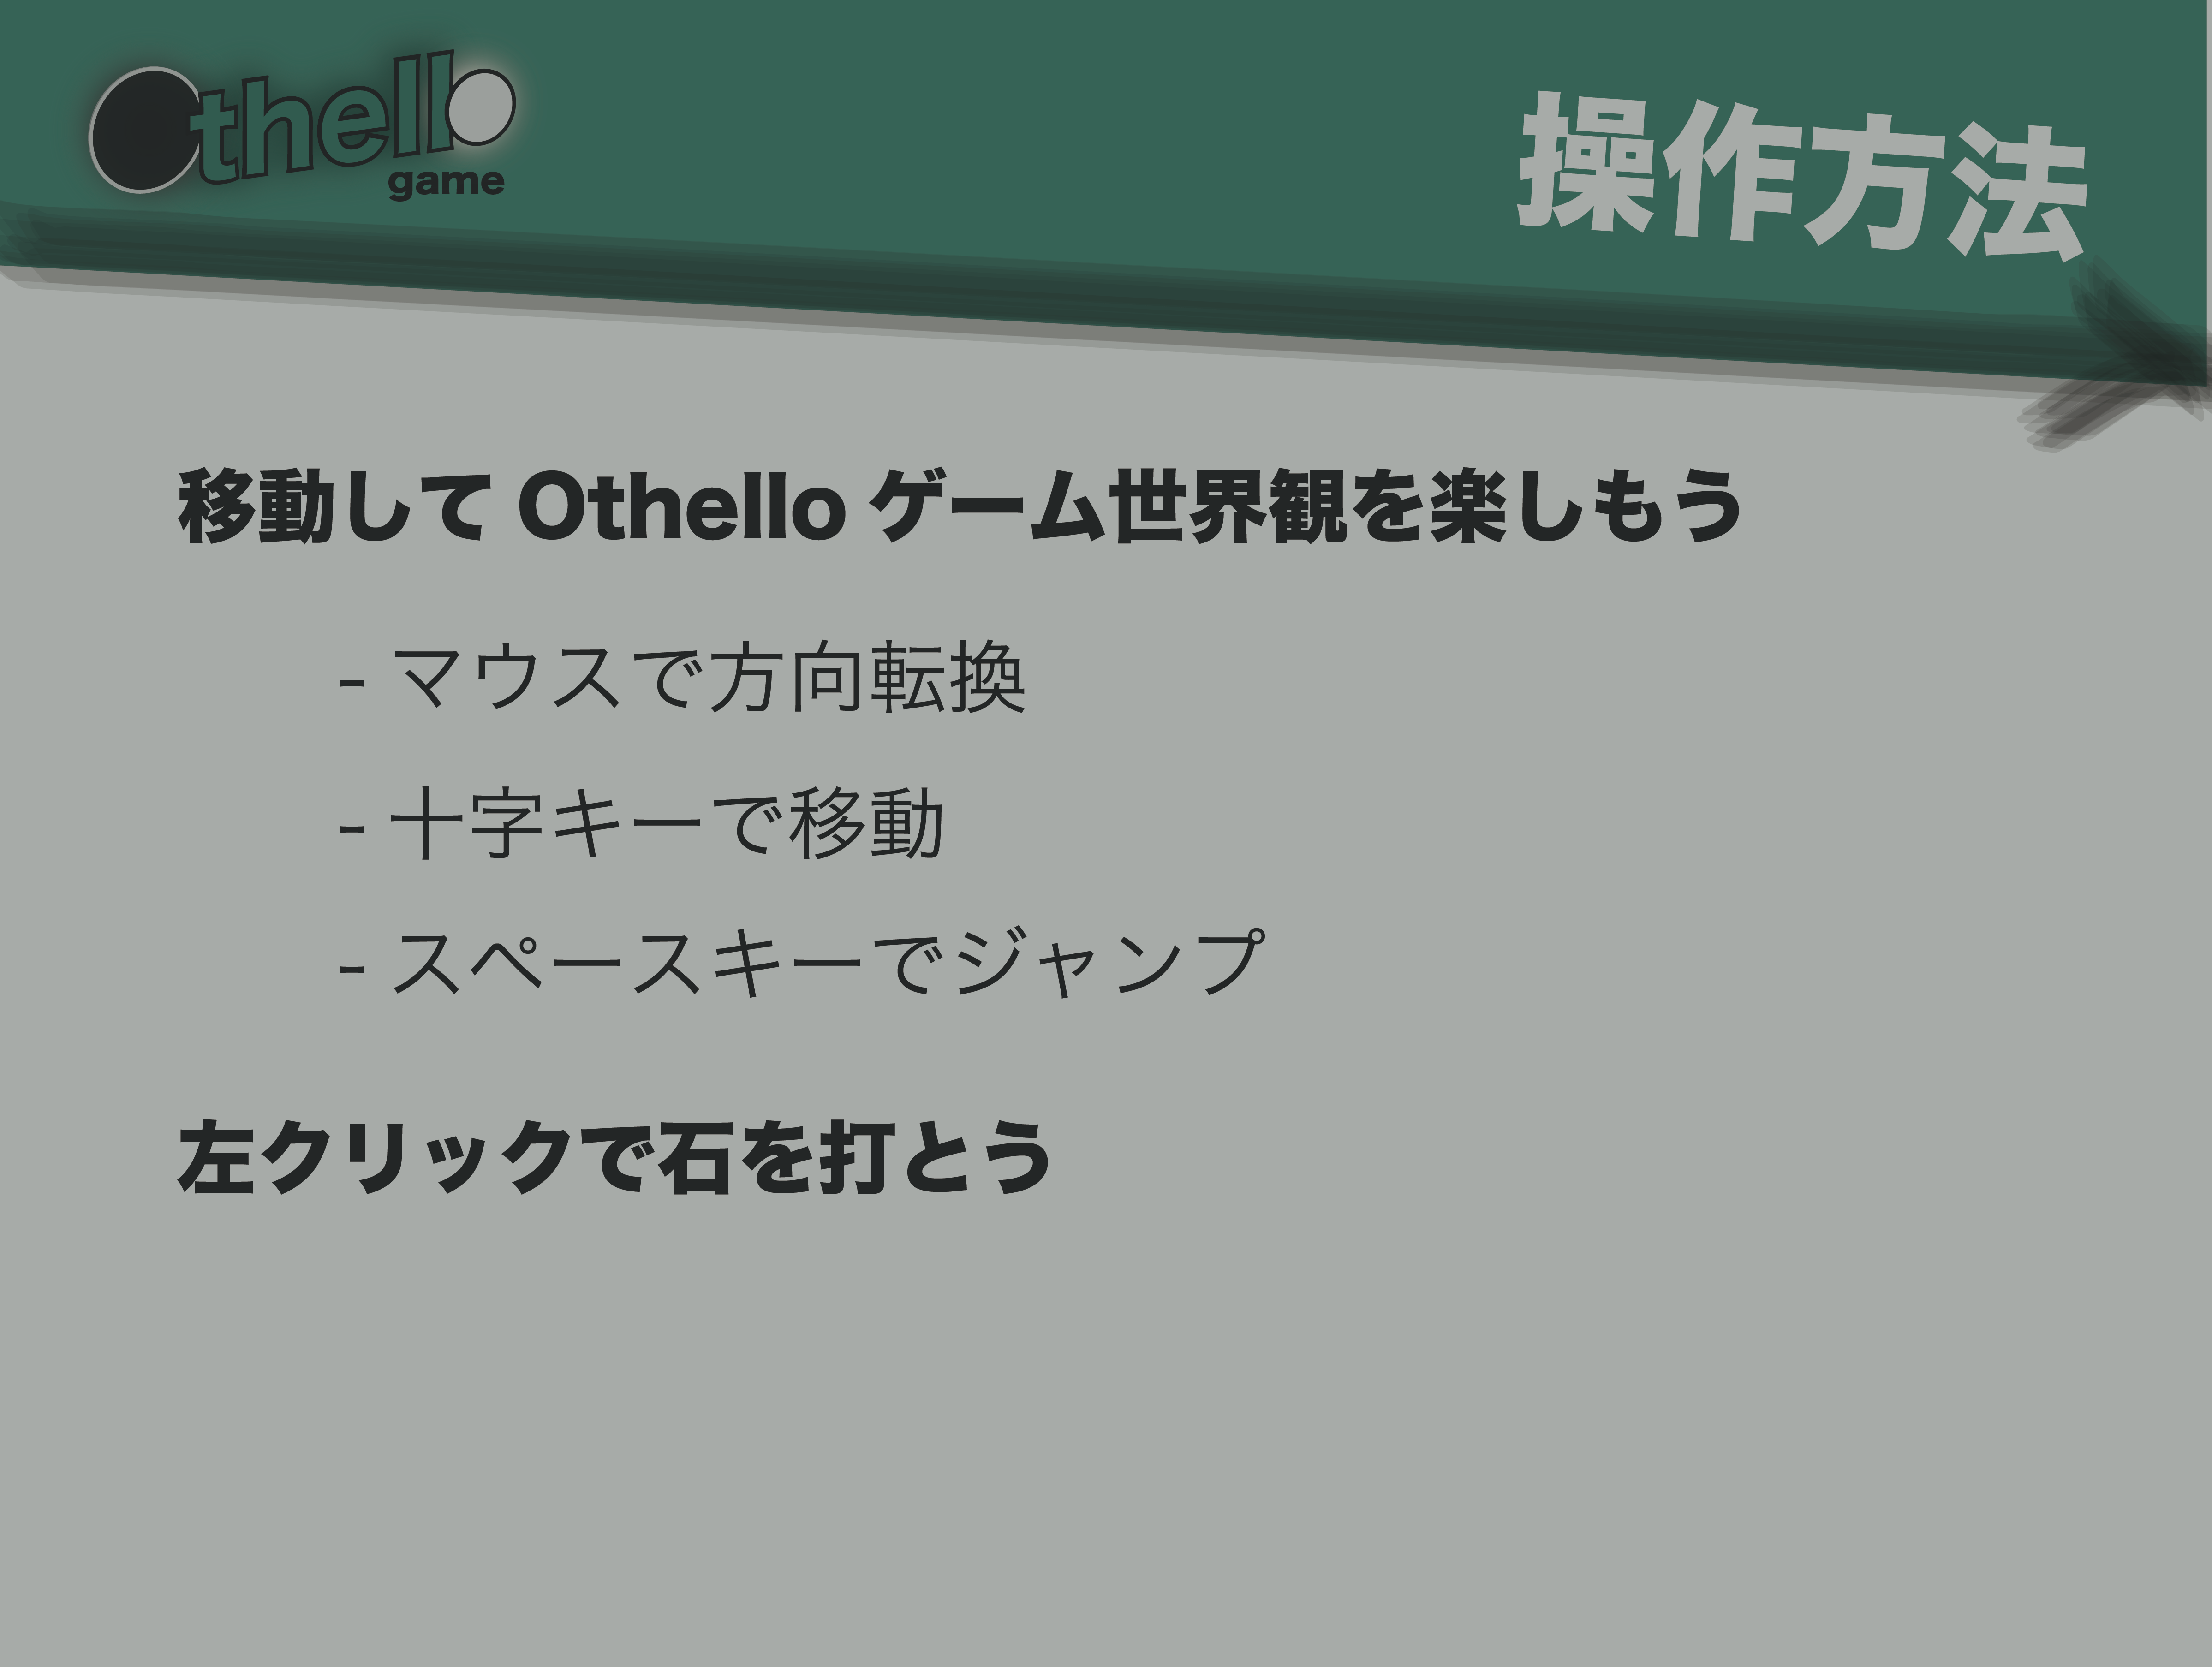 Othello
game
操作方法
移動して Othello ゲーム世界観を楽しもう
- マウスで方向転換
- 十字キーで移動
- スペースキーでジャンプ
左クリックで石を打とう